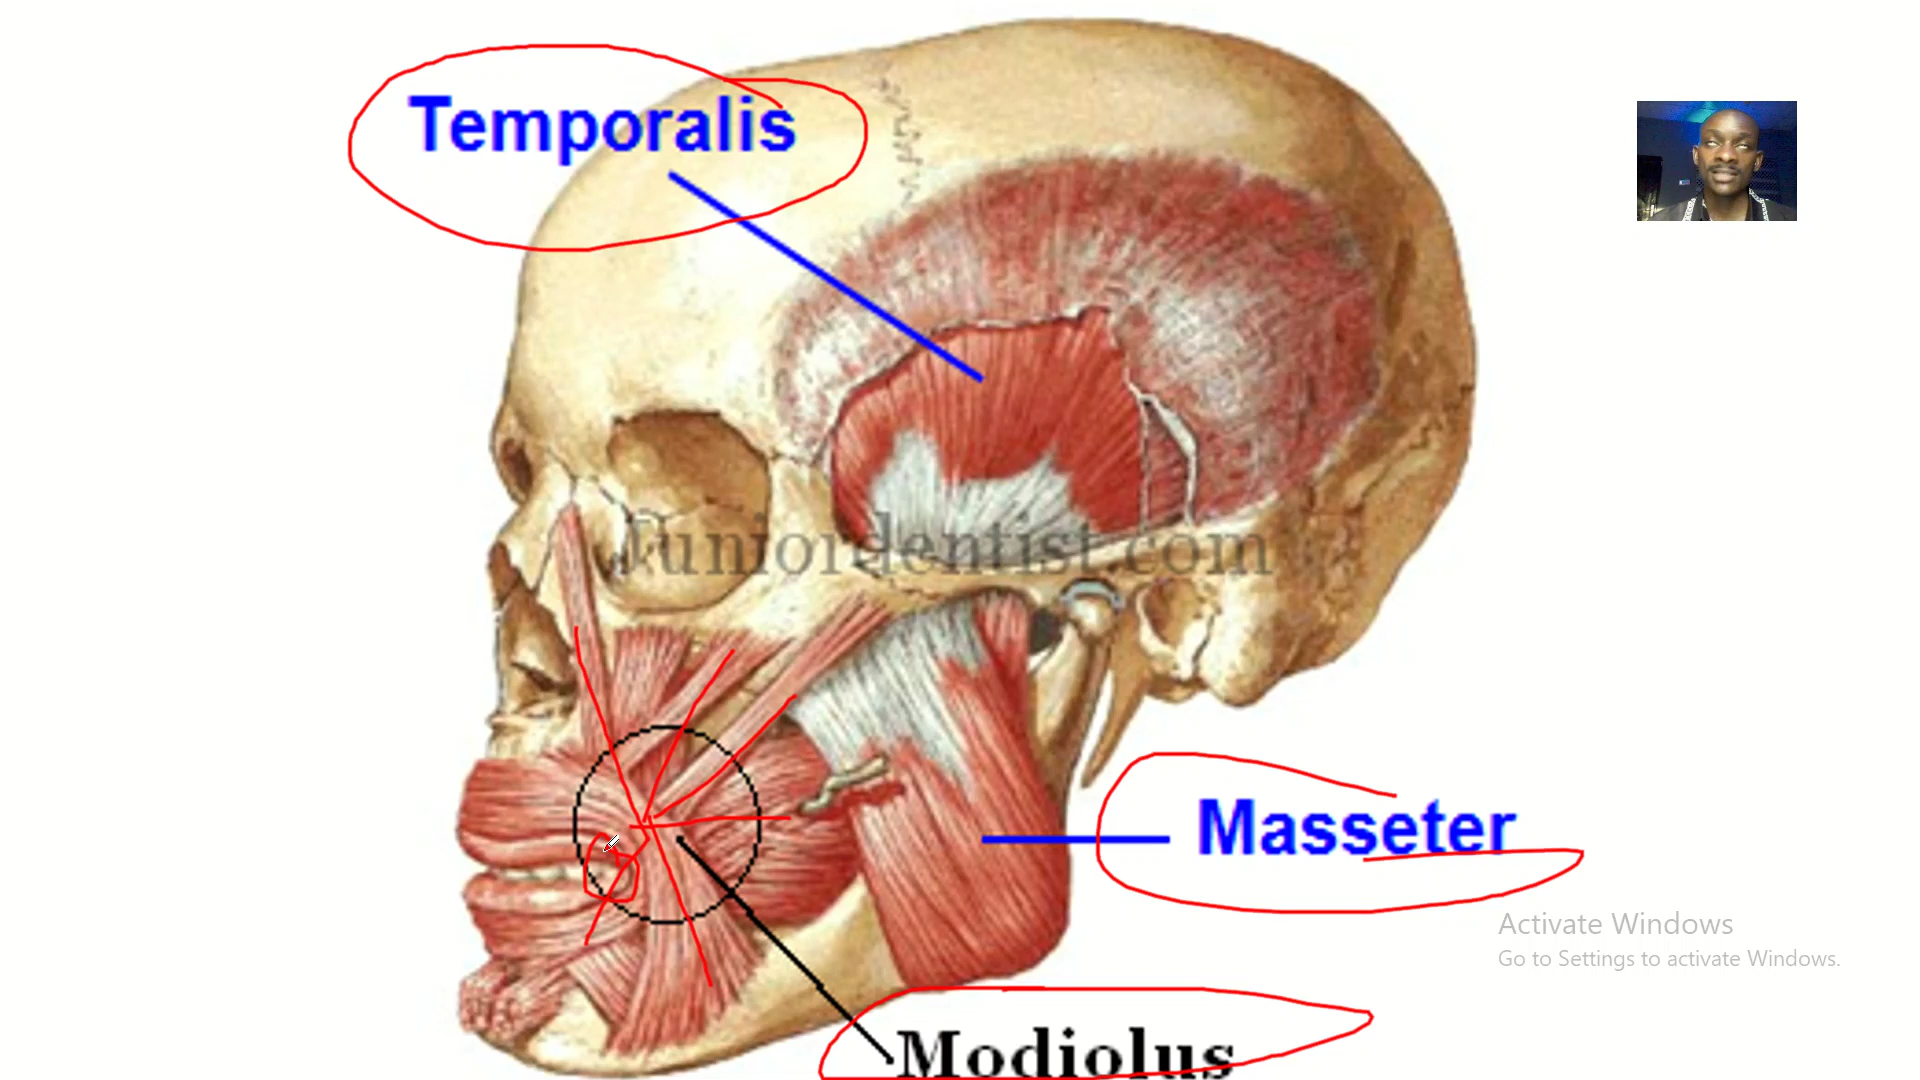 Temporalis
Juniordentist.com
Masseter
Activate Windows
Go to Settings to activate Windows.
Modiolus